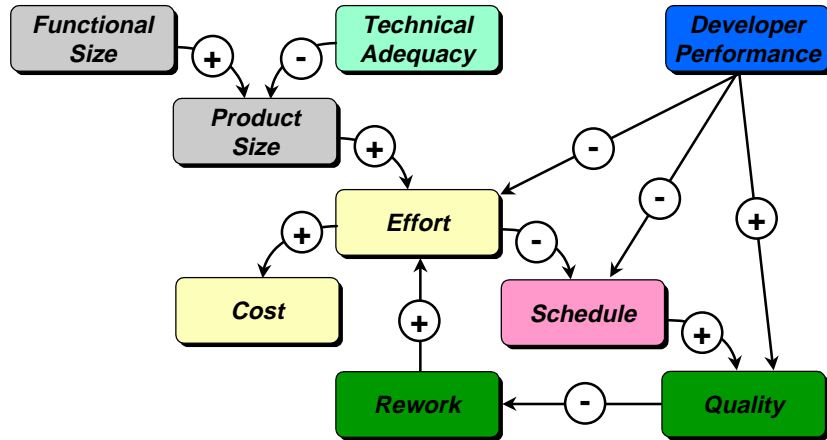 Functional
Size
Technical
Adequacy
Developer
Performance
+
-
Product
Size
+
-
-
+
Effort
+
-
Cost
Schedule
+
+
Rework
-
Quality